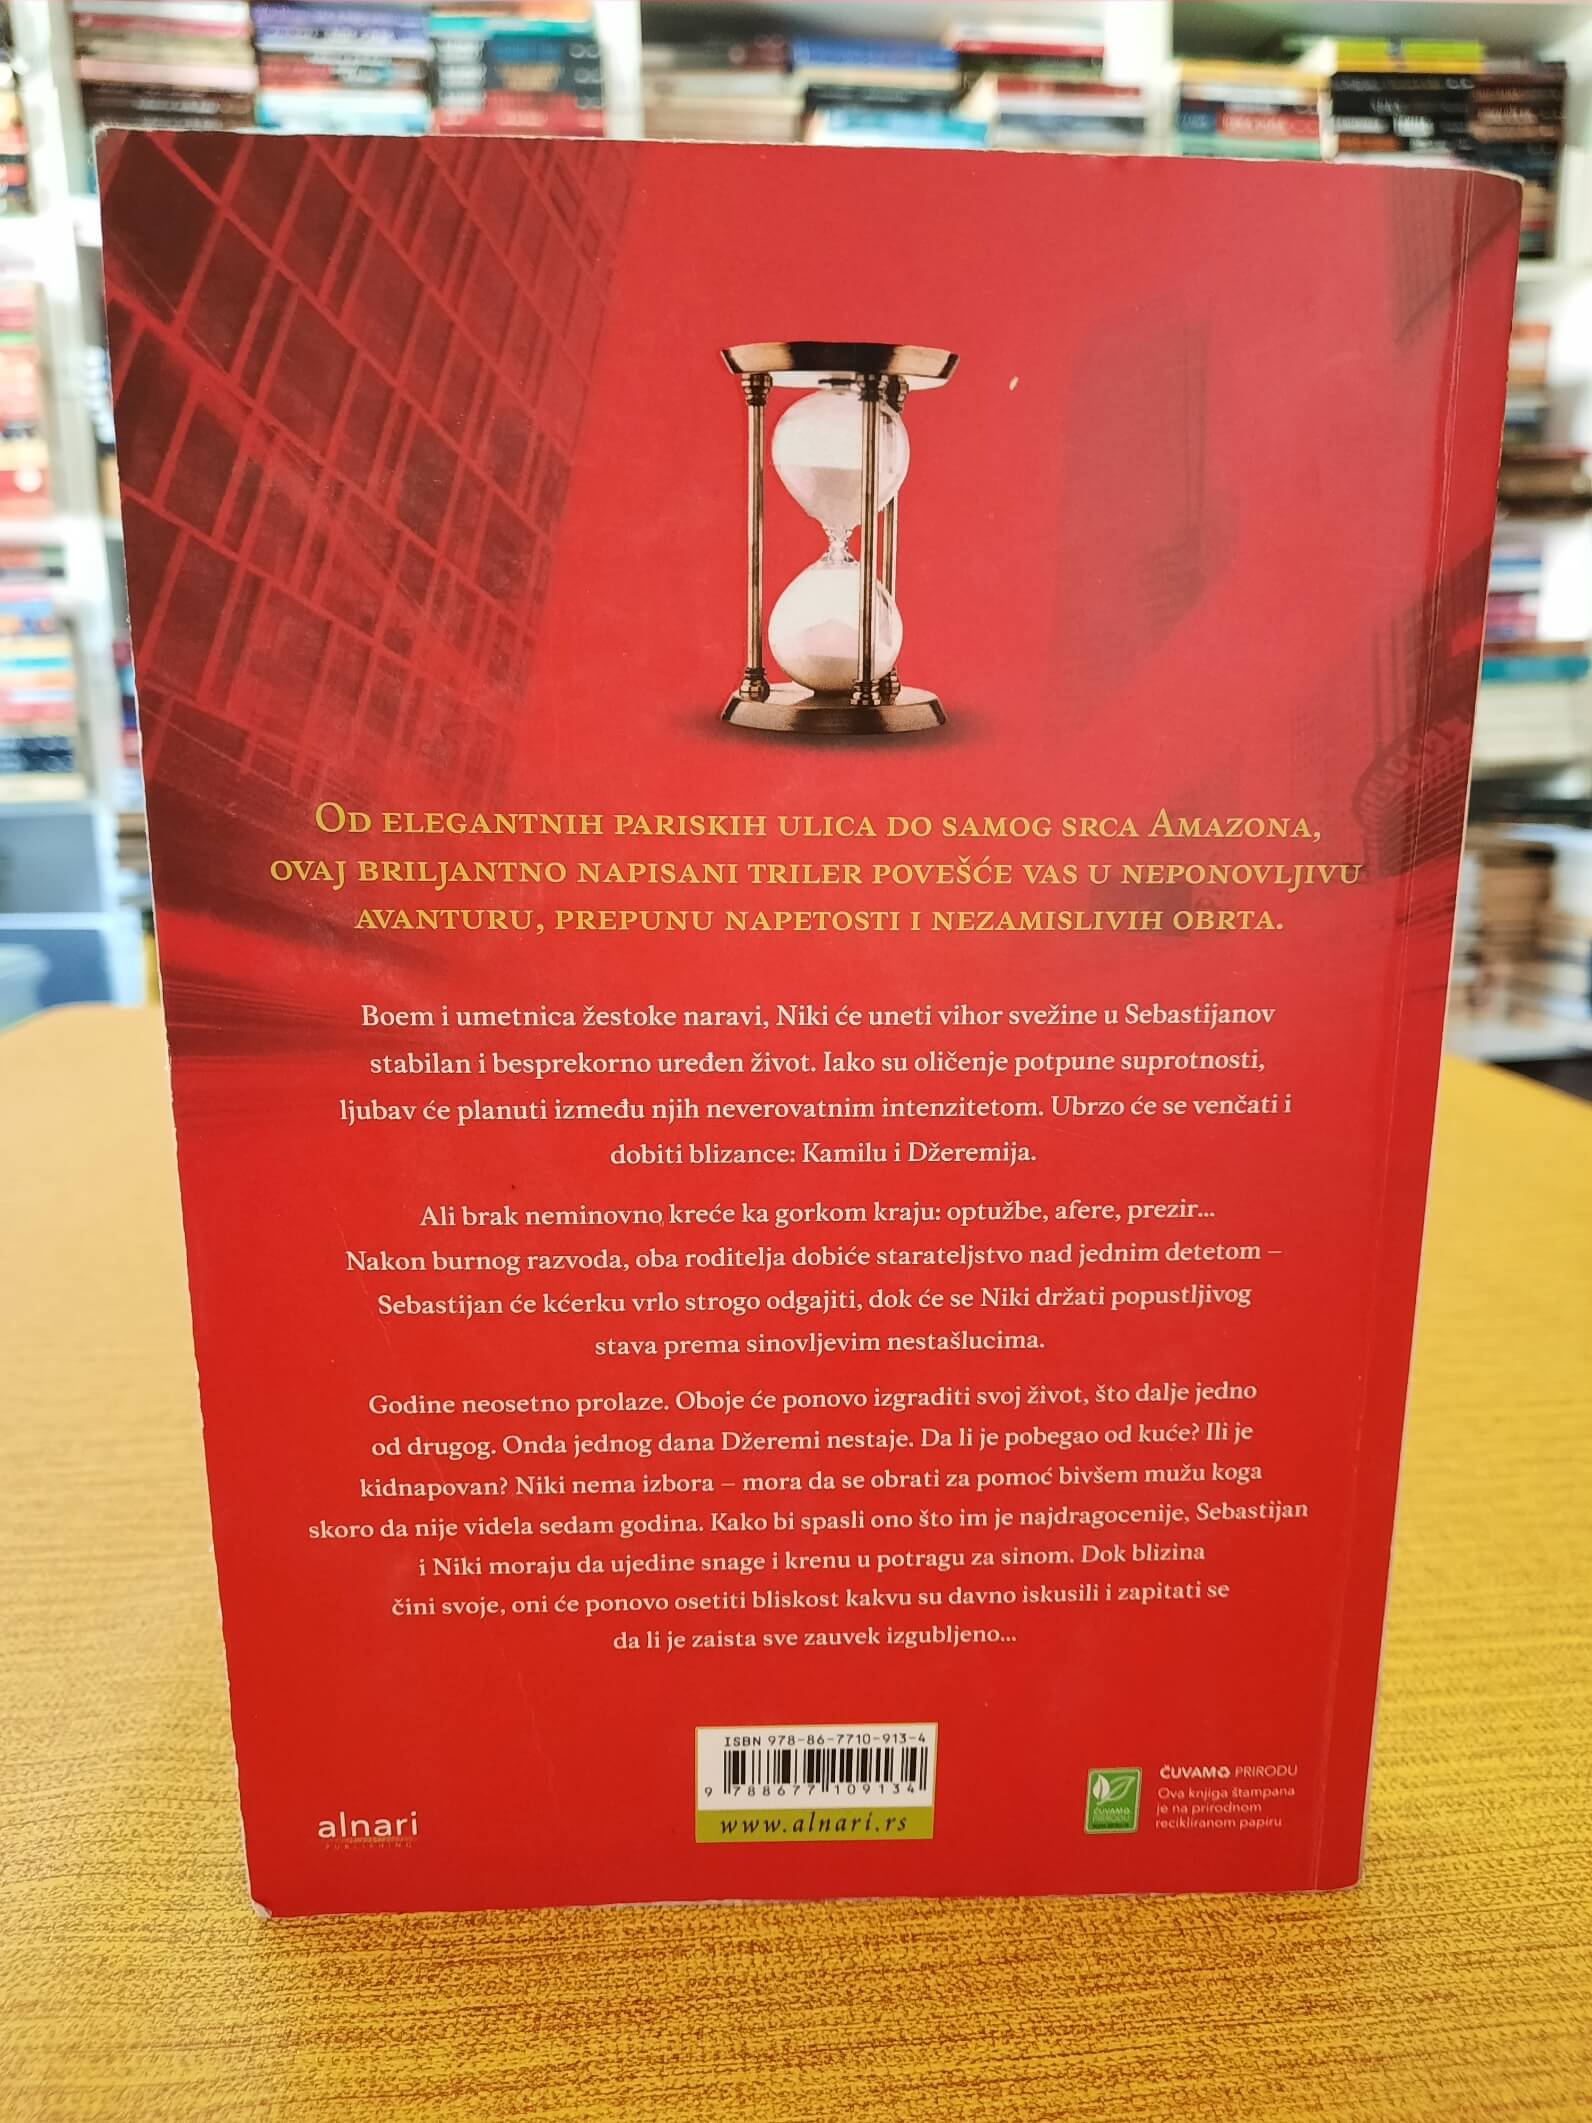 Od elegantnih pariskih ulica do samog srca Amazona,
ovaj briljantno napisani triler povešće vas u neponovljivu
avanturu, prepunu napetosti i nezamislivih obrta.
Boem i umetnica žestoke naravi, Niki će uneti vihor svežine u Sebastijanov
stabilan i besprekorno uređen život. Iako su oličenje potpune suprotnosti,
ljubav će planuti između njih neverovatnim intenzitetom. Ubrzo će se venčati i
dobiti blizance: Kamilu i Džeremija.
Ali brak neminovno kreće ka gorkom kraju: optužbe, afere, prezir...
Nakon burnog razvoda, oba roditelja dobiće starateljstvo nad jednim detetom –
Sebastijan će kćerku vrlo strogo odgajiti, dok će se Niki držati popustljivog
stava prema sinovljevim nestašlucima.
Godine neosetno prolaze. Oboje će ponovo izgraditi svoj život, što dalje jedno
od drugog. Onda jednog dana Džeremi nestaje. Da li je pobegao od kuće? Ili je
kidnapovan? Niki nema izbora – mora da se obrati za pomoć bivšem mužu koga
skoro da nije videla sedam godina. Kako bi spasli ono što im je najdragocenije, Sebastijan
i Niki moraju da ujedine snage i krenu u potragu za sinom. Dok blizina
čini svoje, oni će ponovo osetiti bliskost kakvu su davno iskusili i zapitati se
da li je zaista sve zauvek izgubljeno...
ISBN 978-86-7710-913-4
9 788677 109134
www.alnari.rs
alnari
PUBLISHING
ČUVAMO PRIRODU
Ova knjiga štampana
je na prirodnom
recikliranom papiru
ČUVAMO
PRIRODU